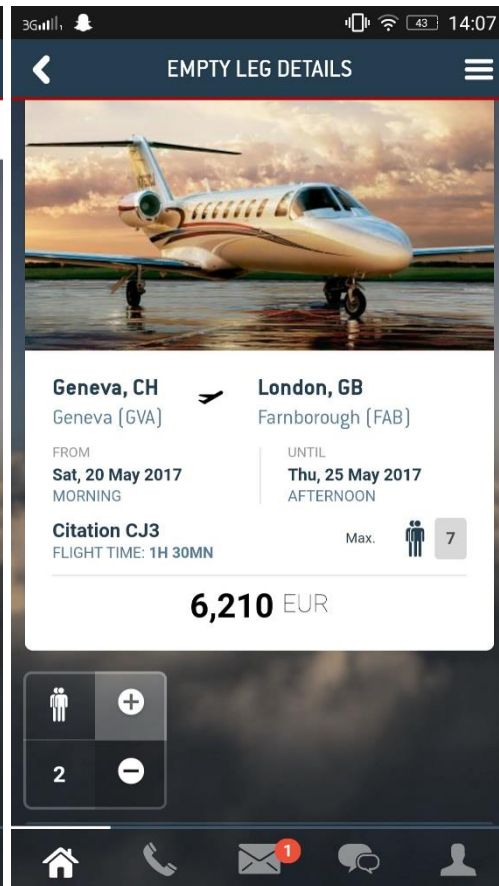 3G 43 14:07
EMPTY LEG DETAILS
Geneva, CH London, GB
Geneva (GVA) Farnborough (FAB)
FROM UNTIL
Sat, 20 May 2017 Thu, 25 May 2017
MORNING AFTERNOON
Citation CJ3 Max. 7
FLIGHT TIME: 1H 30MN
6,210 EUR
2
1